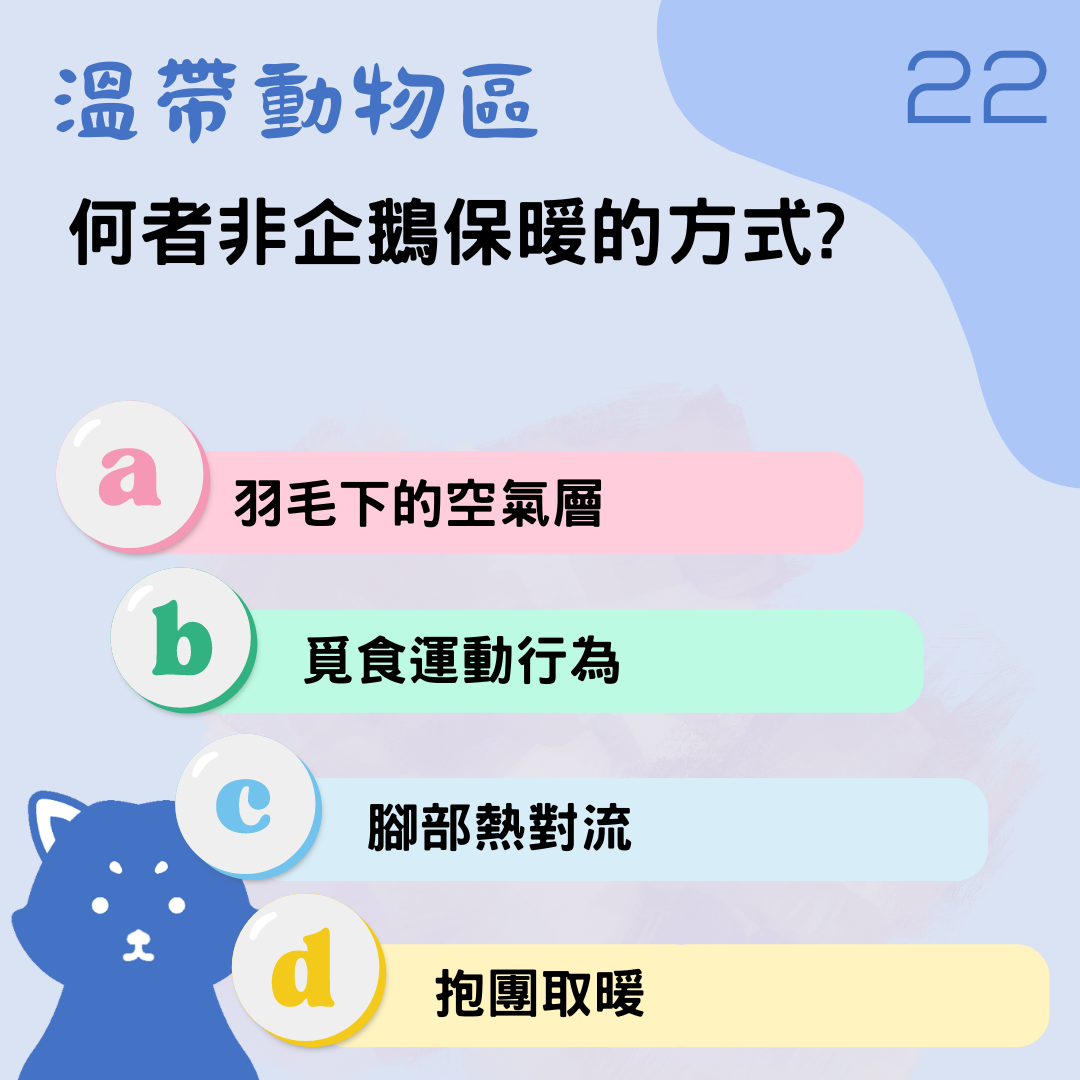 溫帶動物區
22
何者非企鵝保暖的方式?
a
羽毛下的空氣層
b
覓食運動行為
c
腳部熱對流
d
抱團取暖